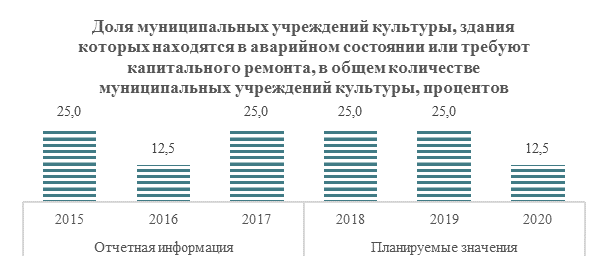 Доля муниципальных учреждений культуры, здания
которых находятся в аварийном состоянии или требуют
капитального ремонта, в общем количестве
муниципальных учреждений культуры, процентов
25,0 12,5 25,0 25,0 25,0 12,5
2015 2016 2017 2018 2019 2020
Отчетная информация Планируемые значения